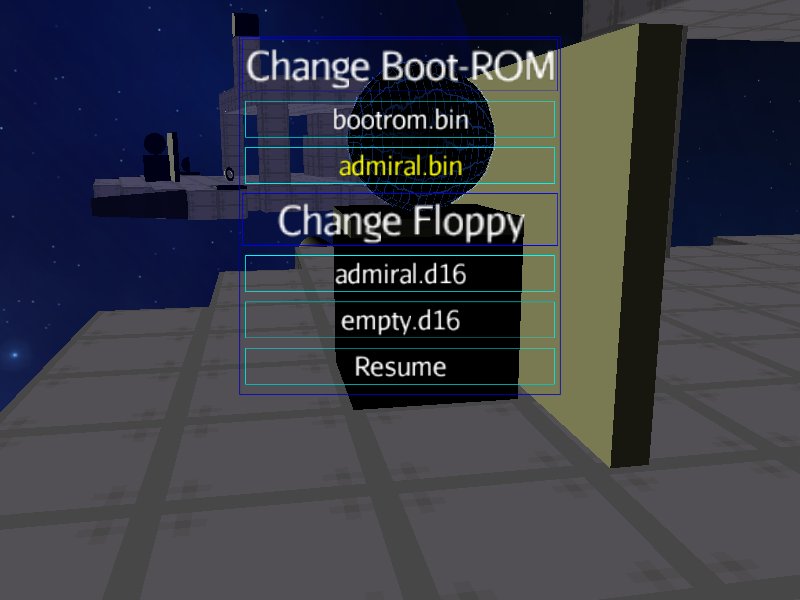 Change Boot-ROM
bootrom.bin
admiral.bin
Change Floppy
admiral.d16
empty.d16
Resume